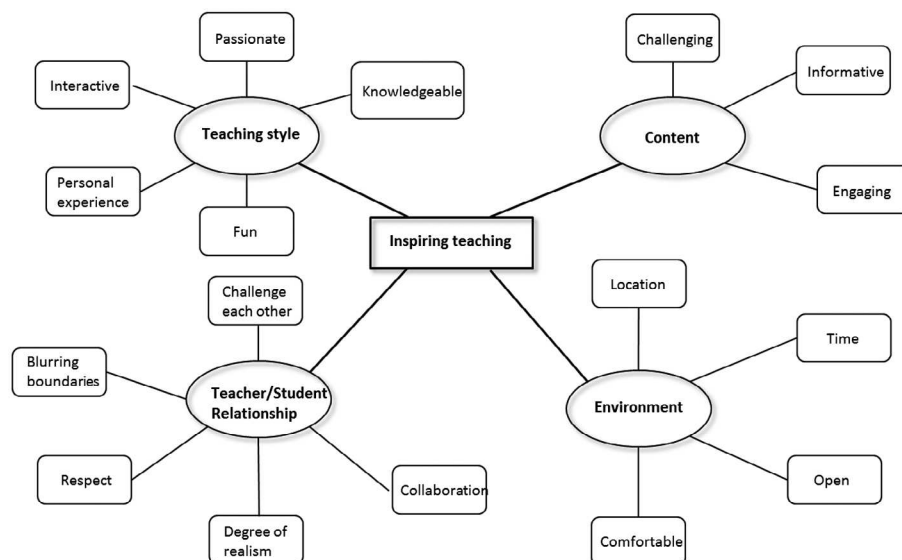 Passionate
Interactive
Knowledgeable
Teaching style
Personal
experience
Fun
Challenging
Informative
Content
Engaging
Inspiring teaching
Challenge
each other
Blurring
boundaries
Teacher/Student
Relationship
Respect
Collaboration
Degree of
realism
Location
Time
Environment
Open
Comfortable